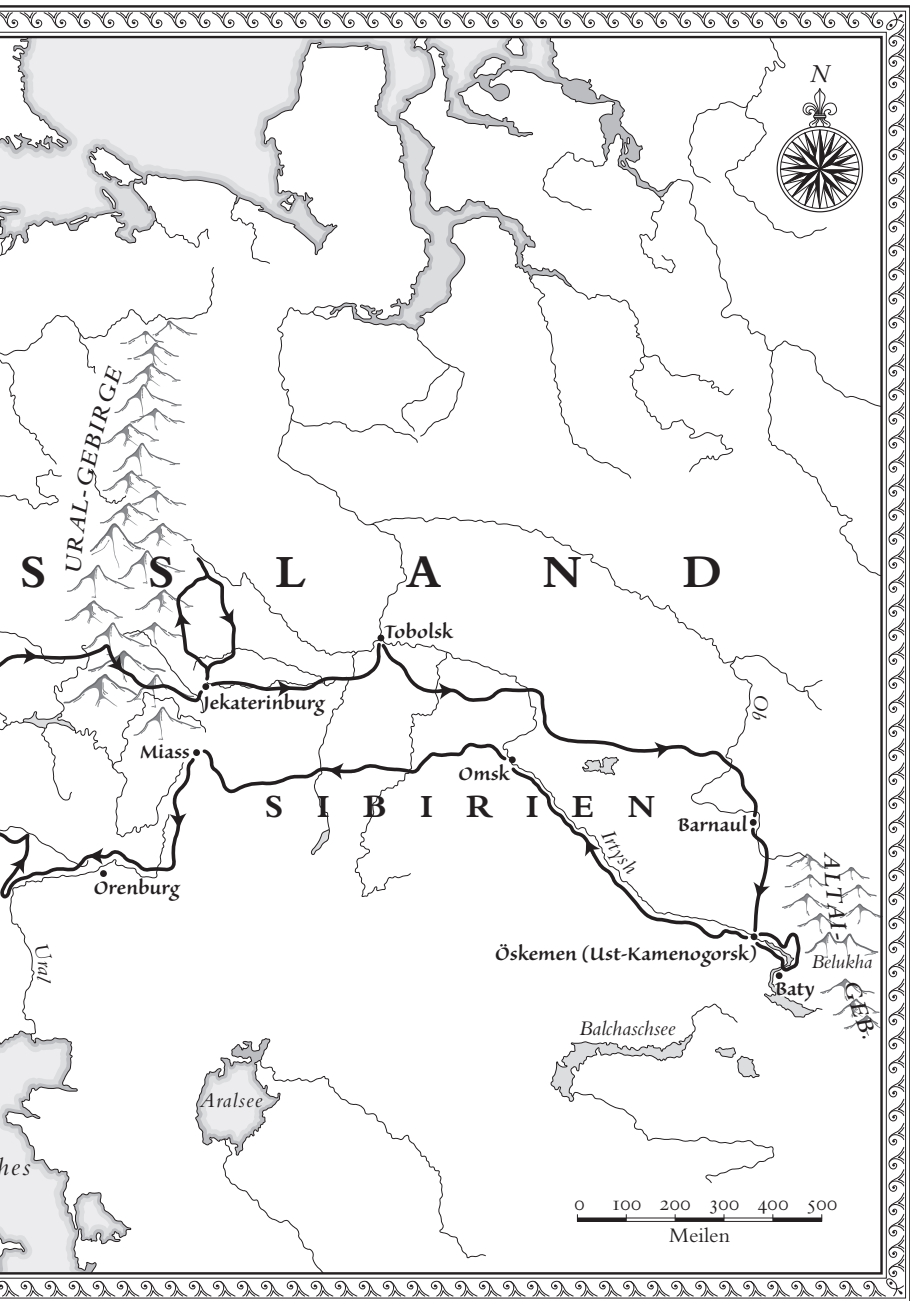 N
URAL-GEBIRGE
S S L A N D
Tobolsk
Jekaterinburg
Ob
Miass
Omsk
SIBIRIEN
Barnaul
Irtysh
Orenburg
ALTAI-
GEB.
Ural
Öskemen (Ust-Kamenogorsk)
Belukha
Baty
Balchaschsee
Aralsee
hes
0 100 200 300 400 500
Meilen